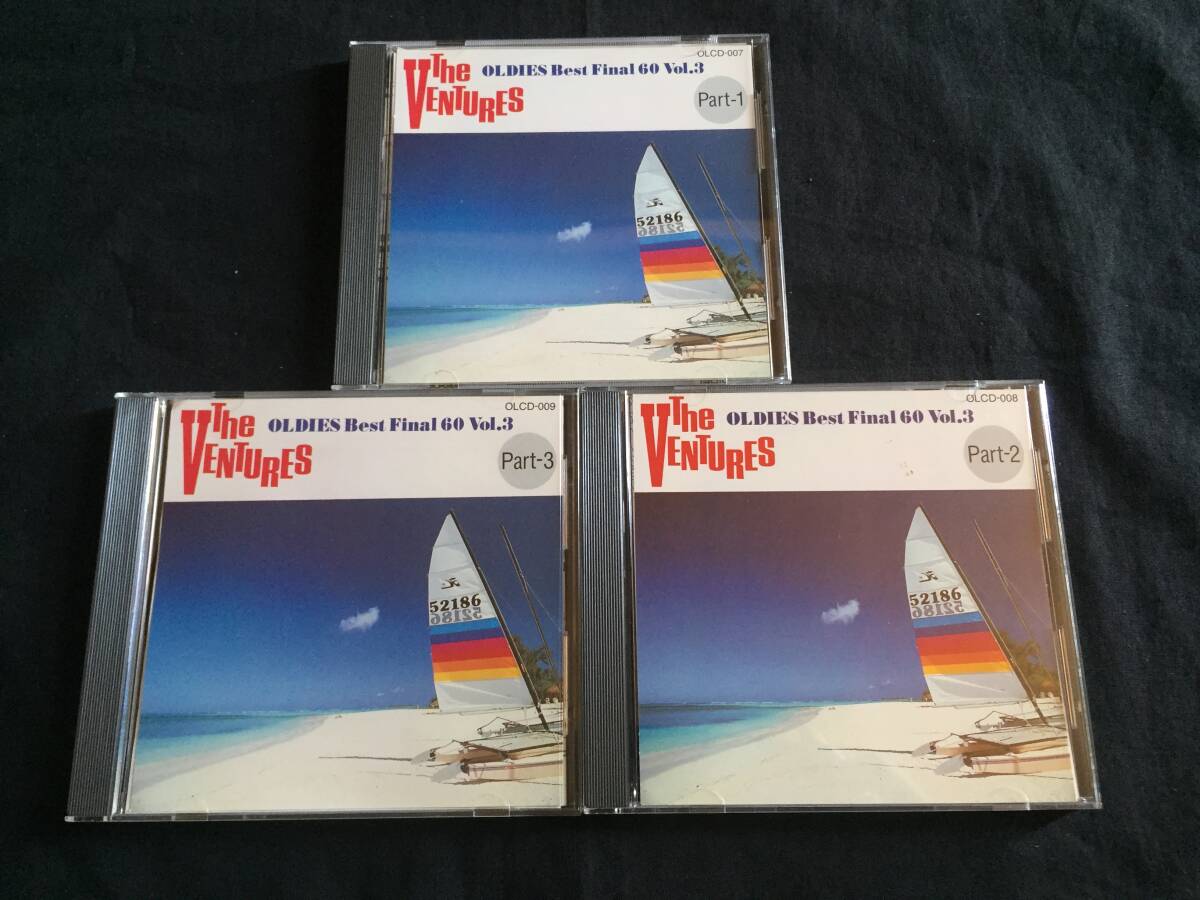 OLCD-007
The VENTURES
OLDIES Best Final 60 Vol.3
Part-1
52186
52186
OLCD-009
The VENTURES
OLDIES Best Final 60 Vol.3
Part-3
52186
52186
OLCD-008
The VENTURES
OLDIES Best Final 60 Vol.3
Part-2
52186
52186